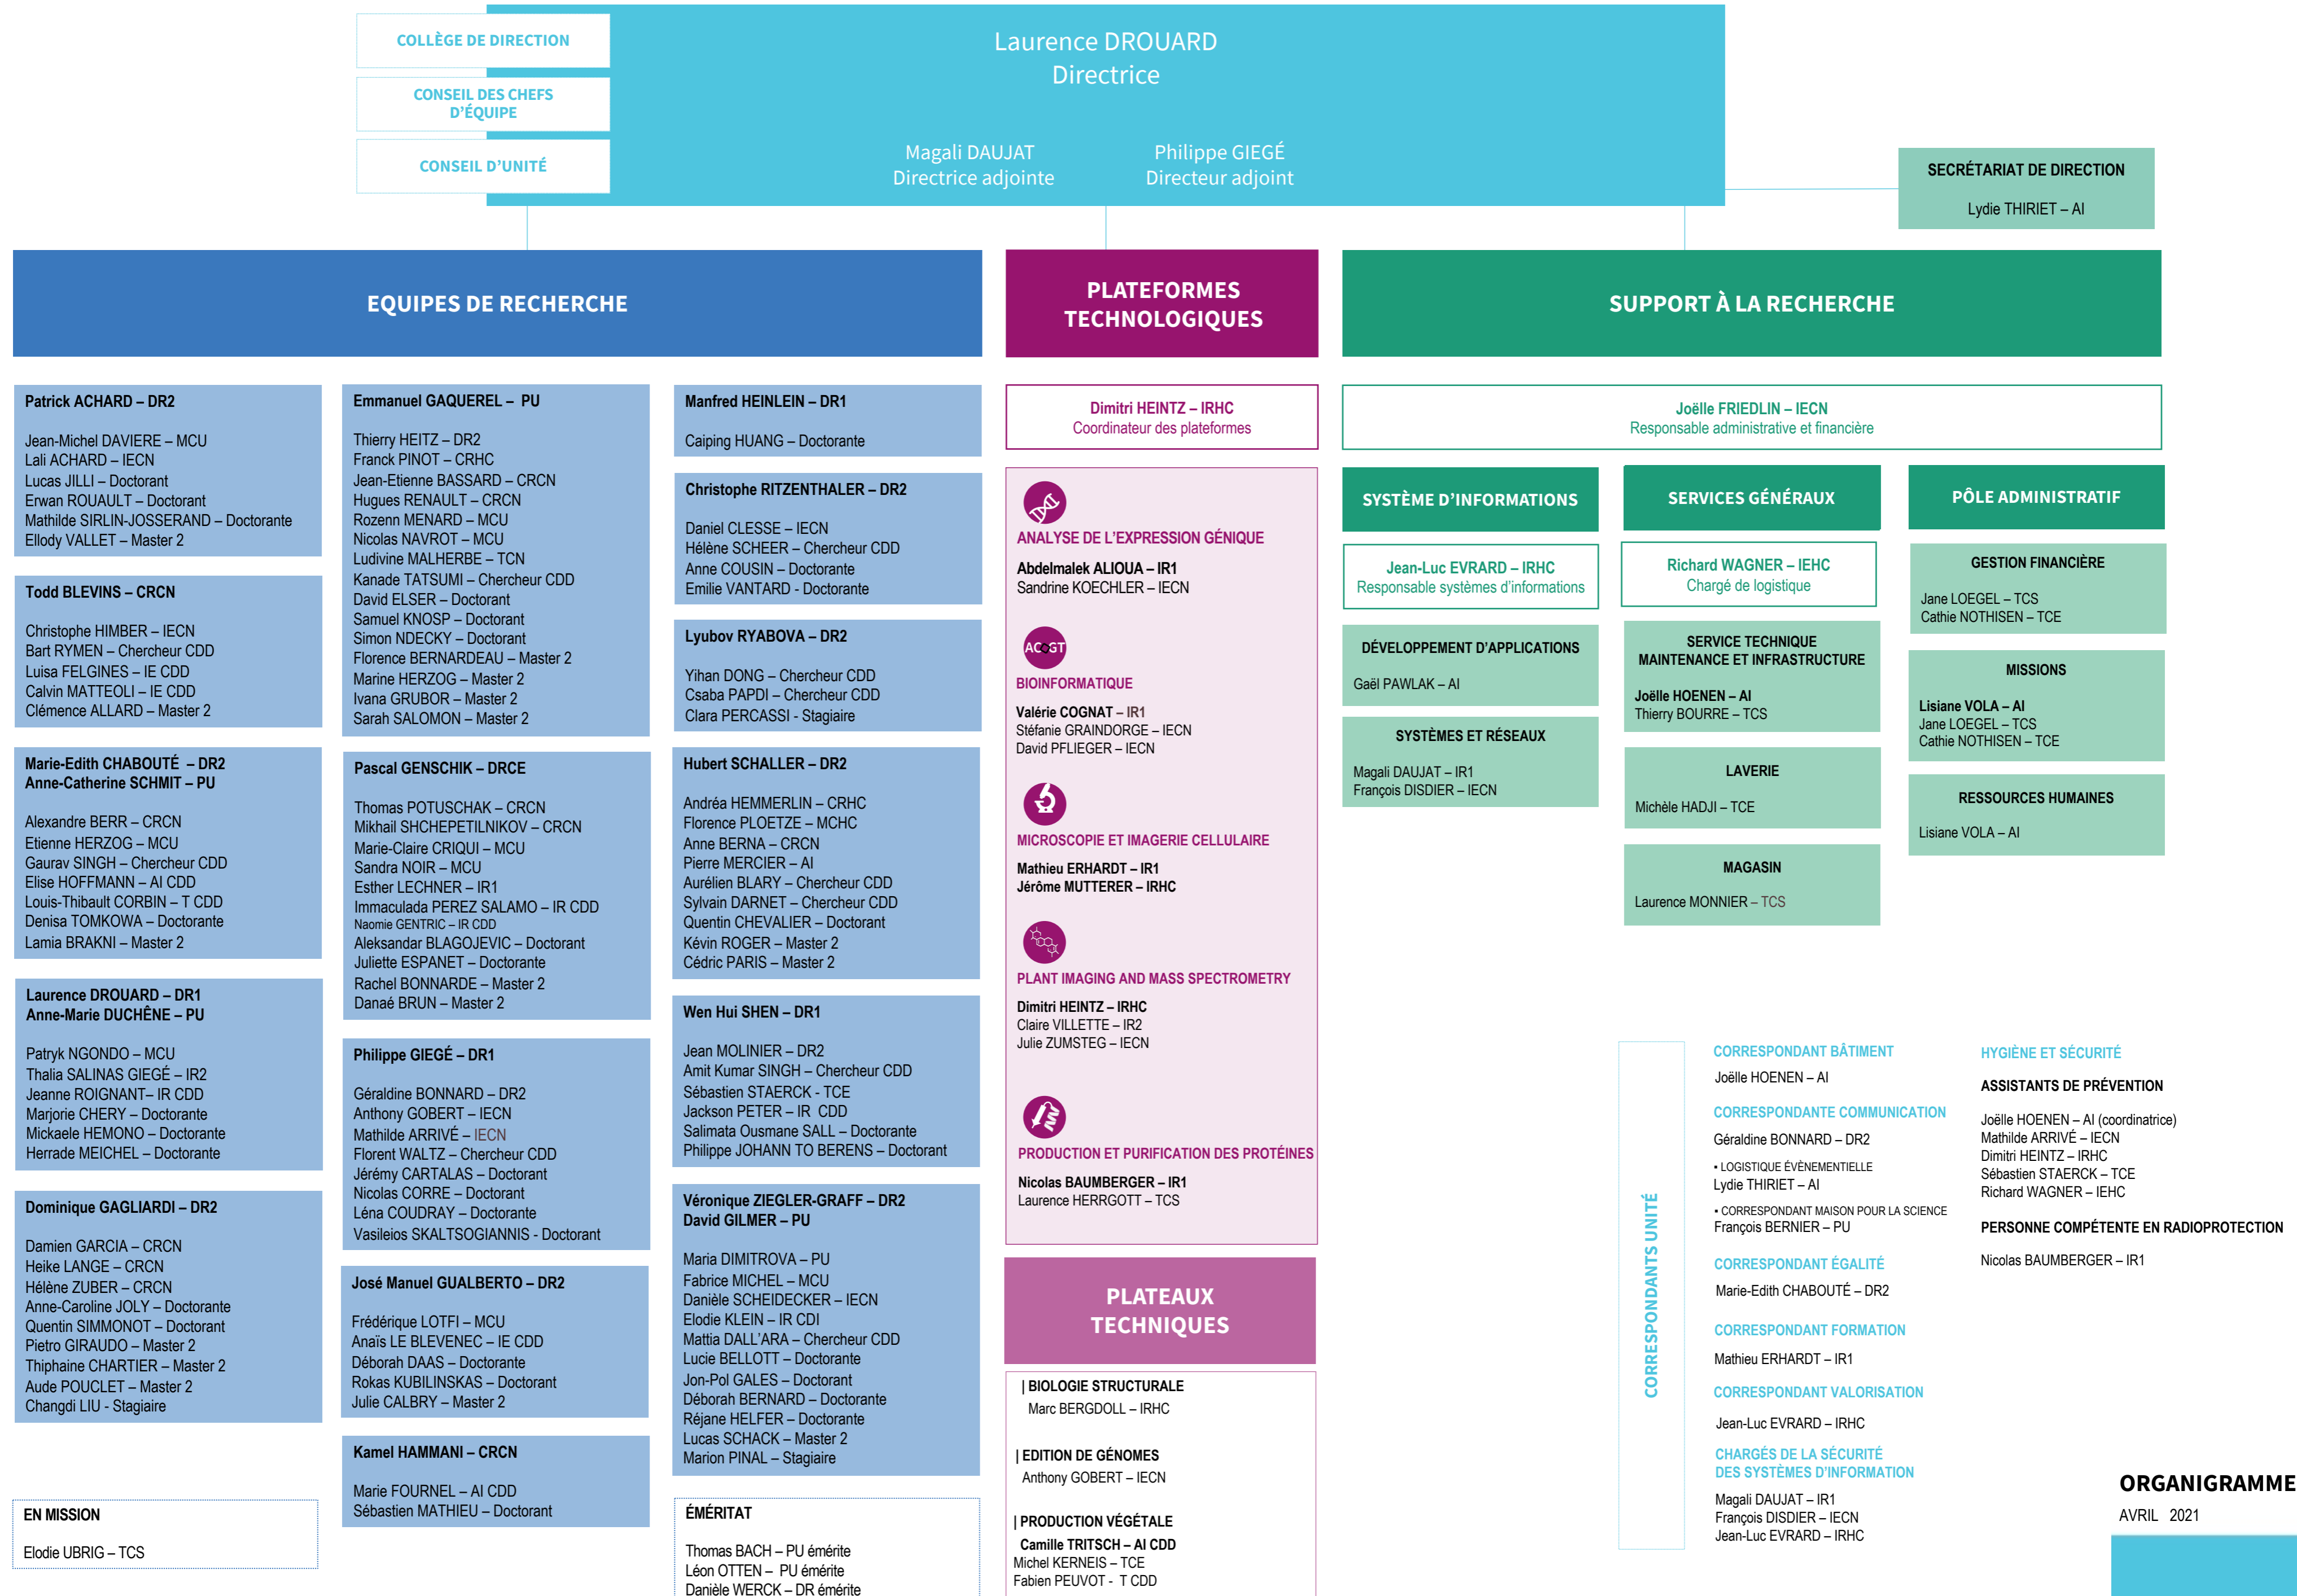 COLLÈGE DE DIRECTION
CONSEIL DES CHEFS
D'ÉQUIPE
CONSEIL D'UNITÉ
Laurence DROUARD
Directrice
Magali DAUJAT
Directrice adjointe
Philippe GIEGÉ
Directeur adjoint
SECRÉTARIAT DE DIRECTION
Lydie THIRIET – AI
EQUIPES DE RECHERCHE
Patrick ACHARD – DR2
Jean-Michel DAVIERE – MCU
Lali ACHARD – IECN
Lucas JILLI – Doctorant
Erwan ROUAULT – Doctorant
Mathilde SIRLIN-JOSSERAND – Doctorante
Ellody VALLET – Master 2
Todd BLEVINS – CRCN
Christophe HIMBER – IECN
Bart RYMEN – Chercheur CDD
Luisa FELGINES – IE CDD
Calvin MATTEOLI – IE CDD
Clémence ALLARD – Master 2
Marie-Edith CHABOUTÉ – DR2
Anne-Catherine SCHMIT – PU
Alexandre BERR – CRCN
Etienne HERZOG – MCU
Gaurav SINGH – Chercheur CDD
Elise HOFFMANN – AI CDD
Louis-Thibault CORBIN – T CDD
Denisa TOMKOWA – Doctorante
Lamia BRAKNI – Master 2
Laurence DROUARD – DR1
Anne-Marie DUCHÊNE – PU
Patryk NGONDO – MCU
Thalia SALINAS GIEGÉ – IR2
Jeanne ROIGNANT– IR CDD
Marjorie CHERY – Doctorante
Mickaele HEMONO – Doctorante
Herrade MEICHEL – Doctorante
Dominique GAGLIARDI – DR2
Damien GARCIA – CRCN
Heike LANGE – CRCN
Hélène ZUBER – CRCN
Anne-Caroline JOLY – Doctorante
Quentin SIMMONOT – Doctorant
Pietro GIRAUDO – Master 2
Thiphaine CHARTIER – Master 2
Aude POUCLET – Master 2
Changdi LIU - Stagiaire
EN MISSION
Elodie UBRIG – TCS
Emmanuel GAQUEREL – PU
Thierry HEITZ – DR2
Franck PINOT – CRHC
Jean-Etienne BASSARD – CRCN
Hugues RENAULT – CRCN
Rozenn MENARD – MCU
Nicolas NAVROT – MCU
Ludivine MALHERBE – TCN
Kanade TATSUMI – Chercheur CDD
David ELSER – Doctorant
Samuel KNOSP – Doctorant
Simon NDECKY – Doctorant
Florence BERNARDEAU – Master 2
Marine HERZOG – Master 2
Ivana GRUBOR – Master 2
Sarah SALOMON – Master 2
Pascal GENSCHIK – DRCE
Thomas POTUSCHAK – CRCN
Mikhail SHCHEPETILNIKOV – CRCN
Marie-Claire CRIQUI – MCU
Sandra NOIR – MCU
Esther LECHNER – IR1
Immaculada PEREZ SALAMO – IR CDD
Naomie GENTRIC – IR CDD
Aleksandar BLAGOJEVIC – Doctorant
Juliette ESPANET – Doctorante
Rachel BONNARDE – Master 2
Danaé BRUN – Master 2
Philippe GIEGÉ – DR1
Géraldine BONNARD – DR2
Anthony GOBERT – IECN
Mathilde ARRIVÉ – IECN
Florent WALTZ – Chercheur CDD
Jérémy CARTALAS – Doctorant
Nicolas CORRE – Doctorant
Léna COUDRAY – Doctorante
Vasileios SKALTSOGIANNIS - Doctorant
José Manuel GUALBERTO – DR2
Frédérique LOTFI – MCU
Anaïs LE BLEVENEC – IE CDD
Déborah DAAS – Doctorante
Rokas KUBILINSKAS – Doctorant
Julie CALBRY – Master 2
Kamel HAMMANI – CRCN
Marie FOURNEL – AI CDD
Sébastien MATHIEU – Doctorant
Manfred HEINLEIN – DR1
Caiping HUANG – Doctorante
Christophe RITZENTHALER – DR2
Daniel CLESSE – IECN
Hélène SCHEER – Chercheur CDD
Anne COUSIN – Doctorante
Emilie VANTARD - Doctorante
Lyubov RYABOVA – DR2
Yihan DONG – Chercheur CDD
Csaba PAPDI – Chercheur CDD
Clara PERCASSI - Stagiaire
Hubert SCHALLER – DR2
Andréa HEMMERLIN – CRHC
Florence PLOETZE – MCHC
Anne BERNA – CRCN
Pierre MERCIER – AI
Aurélien BLARY – Chercheur CDD
Sylvain DARNET – Chercheur CDD
Quentin CHEVALIER – Doctorant
Kévin ROGER – Master 2
Cédric PARIS – Master 2
Wen Hui SHEN – DR1
Jean MOLINIER – DR2
Amit Kumar SINGH – Chercheur CDD
Sébastien STAERCK - TCE
Jackson PETER – IR CDD
Salimata Ousmane SALL – Doctorante
Philippe JOHANN TO BERENS – Doctorant
Véronique ZIEGLER-GRAFF – DR2
David GILMER – PU
Maria DIMITROVA – PU
Fabrice MICHEL – MCU
Danièle SCHEIDECKER – IECN
Elodie KLEIN – IR CDI
Mattia DALL'ARA – Chercheur CDD
Lucie BELLOTT – Doctorante
Jon-Pol GALES – Doctorant
Déborah BERNARD – Doctorante
Réjane HELFER – Doctorante
Lucas SCHACK – Master 2
Marion PINAL – Stagiaire
ÉMÉRITAT
Thomas BACH – PU émérite
Léon OTTEN – PU émérite
Danièle WERCK – DR émérite
PLATEFORMES
TECHNOLOGIQUES
Dimitri HEINTZ – IRHC
Coordinateur des plateformes
ANALYSE DE L'EXPRESSION GÉNIQUE
Abdelmalek ALIOUA – IR1
Sandrine KOECHLER – IECN
BIOINFORMATIQUE
Valérie COGNAT – IR1
Stéfanie GRAINDORGE – IECN
David PFLIEGER – IECN
MICROSCOPIE ET IMAGERIE CELLULAIRE
Mathieu ERHARDT – IR1
Jérôme MUTTERER – IRHC
PLANT IMAGING AND MASS SPECTROMETRY
Dimitri HEINTZ – IRHC
Claire VILLETTE – IR2
Julie ZUMSTEG – IECN
PRODUCTION ET PURIFICATION DES PROTÉINES
Nicolas BAUMBERGER – IR1
Laurence HERRGOTT – TCS
PLATEAUX
TECHNIQUES
| BIOLOGIE STRUCTURALE
Marc BERGDOLL – IRHC
| EDITION DE GÉNOMES
Anthony GOBERT – IECN
| PRODUCTION VÉGÉTALE
Camille TRITSCH – AI CDD
Michel KERNEIS – TCE
Fabien PEUVOT - T CDD
SUPPORT À LA RECHERCHE
Joëlle FRIEDLIN – IECN
Responsable administrative et financière
SYSTÈME D'INFORMATIONS
Jean-Luc EVRARD – IRHC
Responsable systèmes d'informations
DÉVELOPPEMENT D'APPLICATIONS
Gaël PAWLAK – AI
SYSTÈMES ET RÉSEAUX
Magali DAUJAT – IR1
François DISDIER – IECN
SERVICES GÉNÉRAUX
Richard WAGNER – IEHC
Chargé de logistique
SERVICE TECHNIQUE
MAINTENANCE ET INFRASTRUCTURE
Joëlle HOENEN – AI
Thierry BOURRE – TCS
LAVERIE
Michèle HADJI – TCE
MAGASIN
Laurence MONNIER – TCS
PÔLE ADMINISTRATIF
GESTION FINANCIÈRE
Jane LOEGEL – TCS
Cathie NOTHISEN – TCE
MISSIONS
Lisiane VOLA – AI
Jane LOEGEL – TCS
Cathie NOTHISEN – TCE
RESSOURCES HUMAINES
Lisiane VOLA – AI
CORRESPONDANTS UNITÉ
CORRESPONDANT BÂTIMENT
Joëlle HOENEN – AI
CORRESPONDANTE COMMUNICATION
Géraldine BONNARD – DR2
▪ LOGISTIQUE ÉVÈNEMENTIELLE
Lydie THIRIET – AI
▪ CORRESPONDANT MAISON POUR LA SCIENCE
François BERNIER – PU
CORRESPONDANT ÉGALITÉ
Marie-Edith CHABOUTÉ – DR2
CORRESPONDANT FORMATION
Mathieu ERHARDT – IR1
CORRESPONDANT VALORISATION
Jean-Luc EVRARD – IRHC
CHARGÉS DE LA SÉCURITÉ
DES SYSTÈMES D'INFORMATION
Magali DAUJAT – IR1
François DISDIER – IECN
Jean-Luc EVRARD – IRHC
HYGIÈNE ET SÉCURITÉ
ASSISTANTS DE PRÉVENTION
Joëlle HOENEN – AI (coordinatrice)
Mathilde ARRIVÉ – IECN
Dimitri HEINTZ – IRHC
Sébastien STAERCK – TCE
Richard WAGNER – IEHC
PERSONNE COMPÉTENTE EN RADIOPROTECTION
Nicolas BAUMBERGER – IR1
ORGANIGRAMME
AVRIL 2021